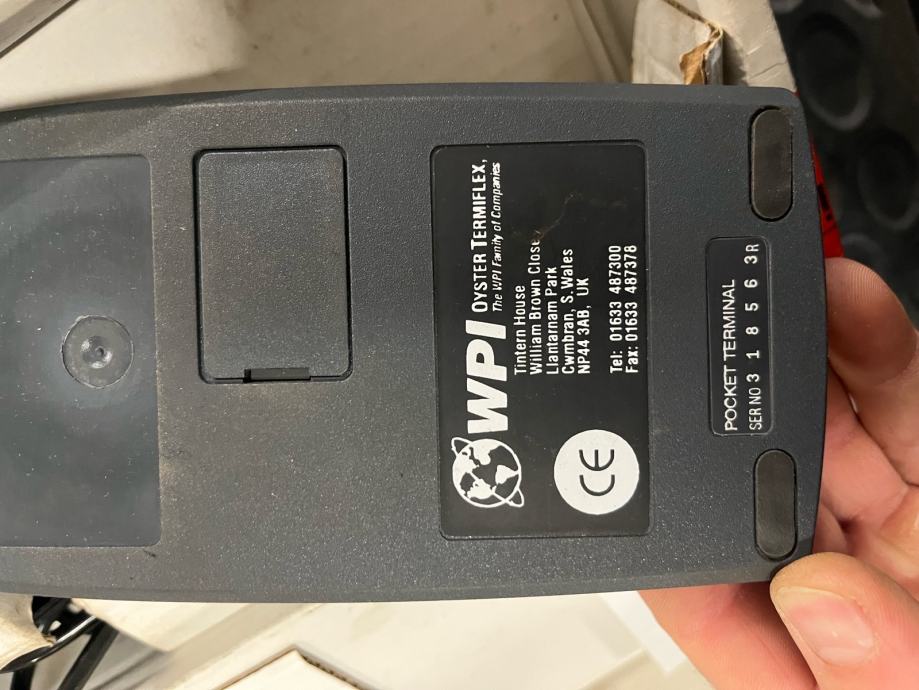 WPI OYSTER TERMIFLEX,
The WPI Family of Companies
Tintern House
William Brown Close
Llantarnam Park
Cwmbran, S. Wales
NP44 3AB, UK
Tel: 01633 487300
Fax: 01633 487378
CE
POCKET TERMINAL
SER NO 3 1 8 5 6 3R